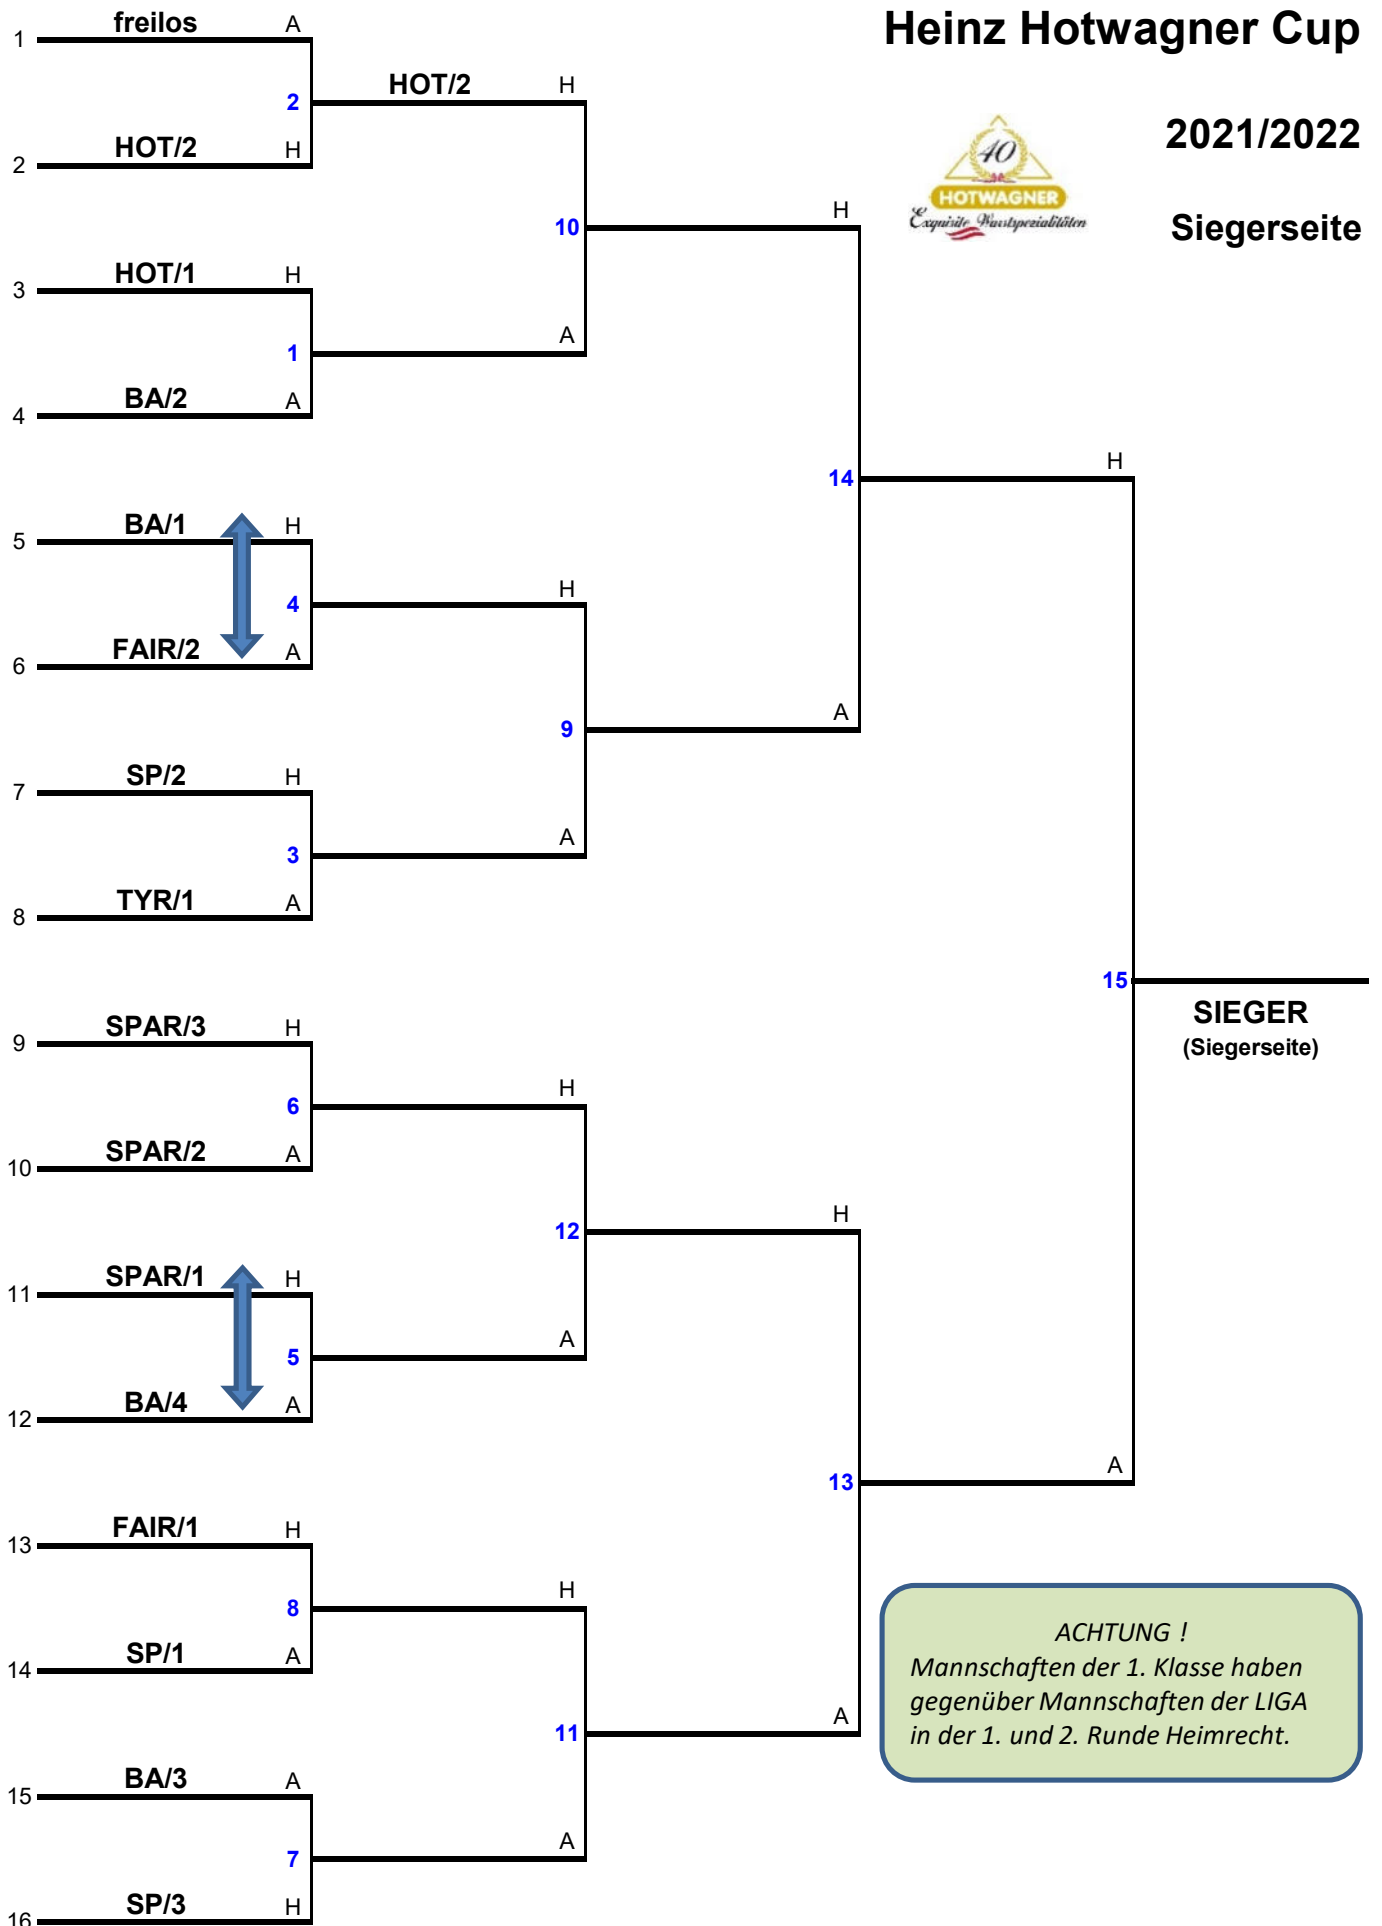 Heinz Hotwagner Cup
2021/2022
Siegerseite
40
HOTWAGNER
Exquisite Wurstspezialitäten
1 freilos A
2 HOT/2 H
2 HOT/2 H
3 HOT/1 H
10 H
1 A
4 BA/2 A
14 H
5 BA/1 H
4 H
6 FAIR/2 A
9 A
7 SP/2 H
3 A
8 TYR/1 A
15
SIEGER
(Siegerseite)
9 SPAR/3 H
6 H
10 SPAR/2 A
12 H
11 SPAR/1 H
5 A
12 BA/4 A
13 A
13 FAIR/1 H
8 H
14 SP/1 A
11 A
15 BA/3 A
7 A
16 SP/3 H
ACHTUNG !
Mannschaften der 1. Klasse haben
gegenüber Mannschaften der LIGA
in der 1. und 2. Runde Heimrecht.